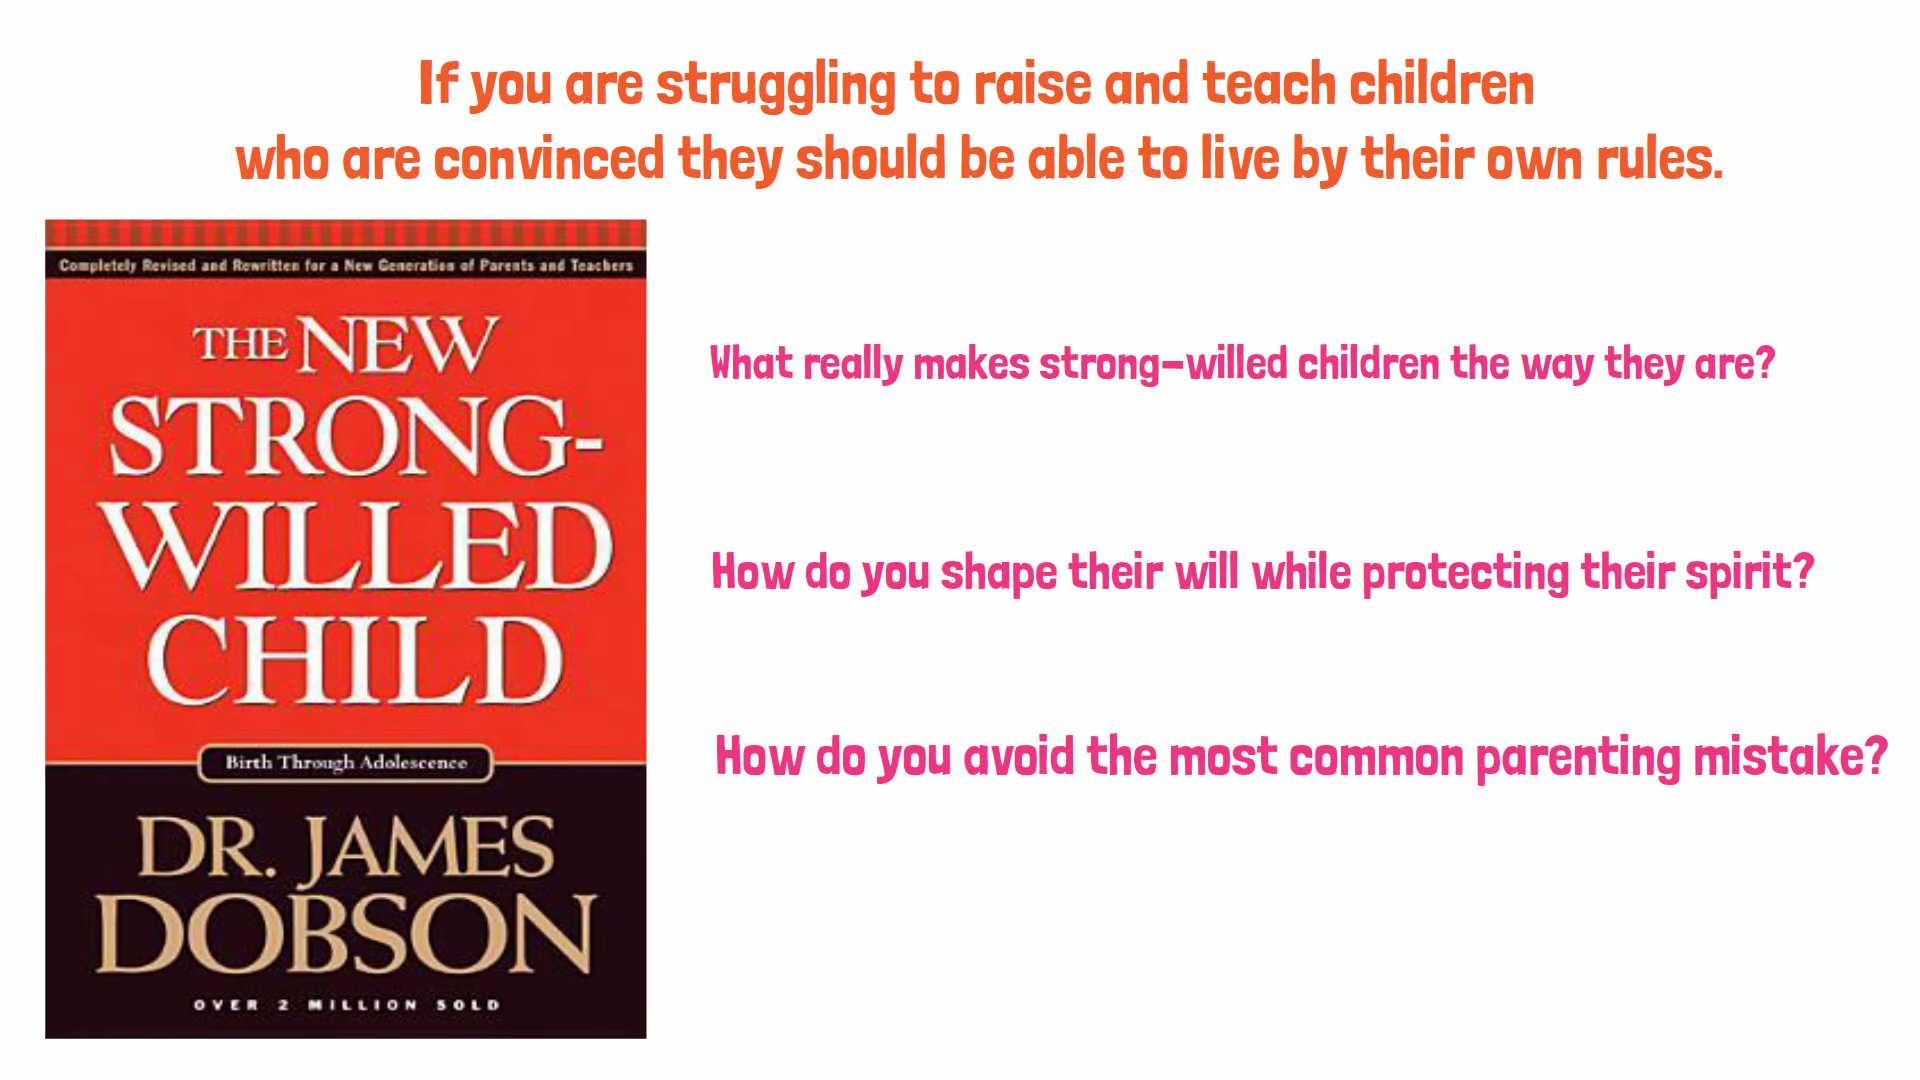 If you are struggling to raise and teach children
who are convinced they should be able to live by their own rules.
Completely Revised and Rewritten for a New Generation of Parents and Teachers
THE NEW
STRONG-
WILLED
CHILD
Birth Through Adolescence
DR. JAMES
DOBSON
OVER 2 MILLION SOLD
What really makes strong-willed children the way they are?
How do you shape their will while protecting their spirit?
How do you avoid the most common parenting mistake?